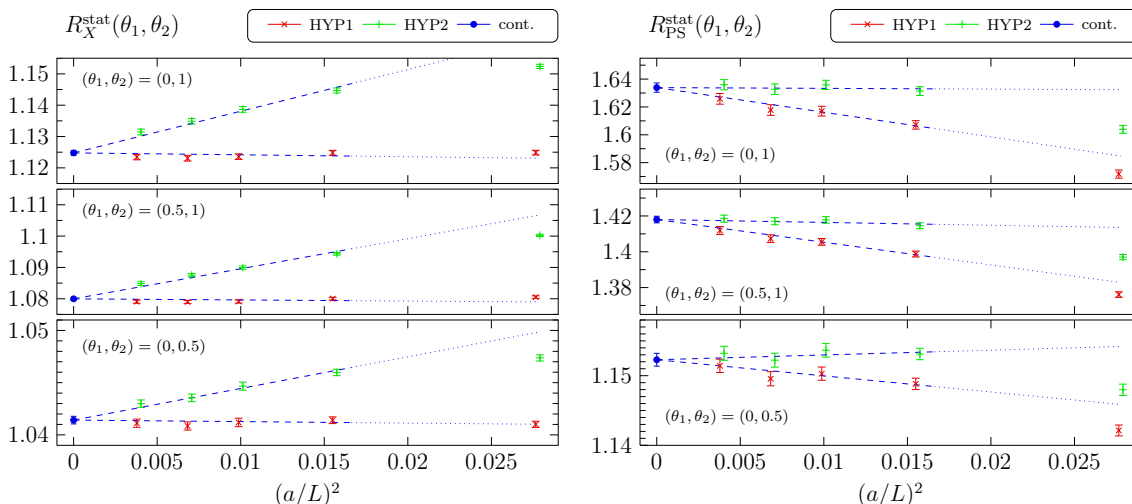 R_X^stat(θ1, θ2)
HYP1 HYP2 cont.
1.15
1.14
1.13
1.12
(θ1, θ2) = (0, 1)
1.11
1.1
1.09
1.08
(θ1, θ2) = (0.5, 1)
1.05
1.04
(θ1, θ2) = (0, 0.5)
0 0.005 0.01 0.015 0.02 0.025
(a/L)^2
R_PS^stat(θ1, θ2)
HYP1 HYP2 cont.
1.64
1.62
1.6
1.58
(θ1, θ2) = (0, 1)
1.42
1.4
1.38
(θ1, θ2) = (0.5, 1)
1.15
1.14
(θ1, θ2) = (0, 0.5)
0 0.005 0.01 0.015 0.02 0.025
(a/L)^2